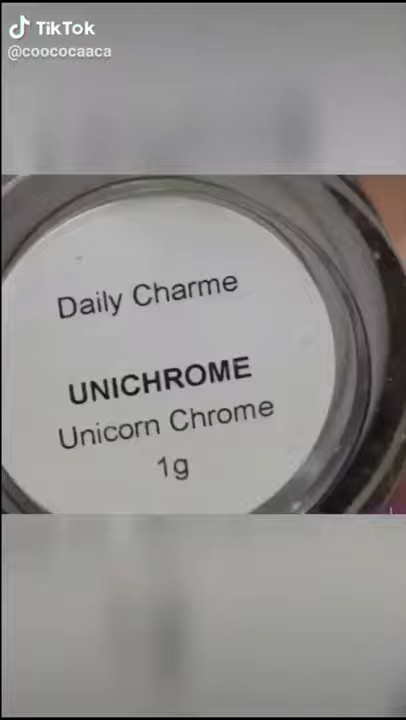 TikTok
@coococaaca
Daily Charme
UNICHROME
Unicorn Chrome
1g